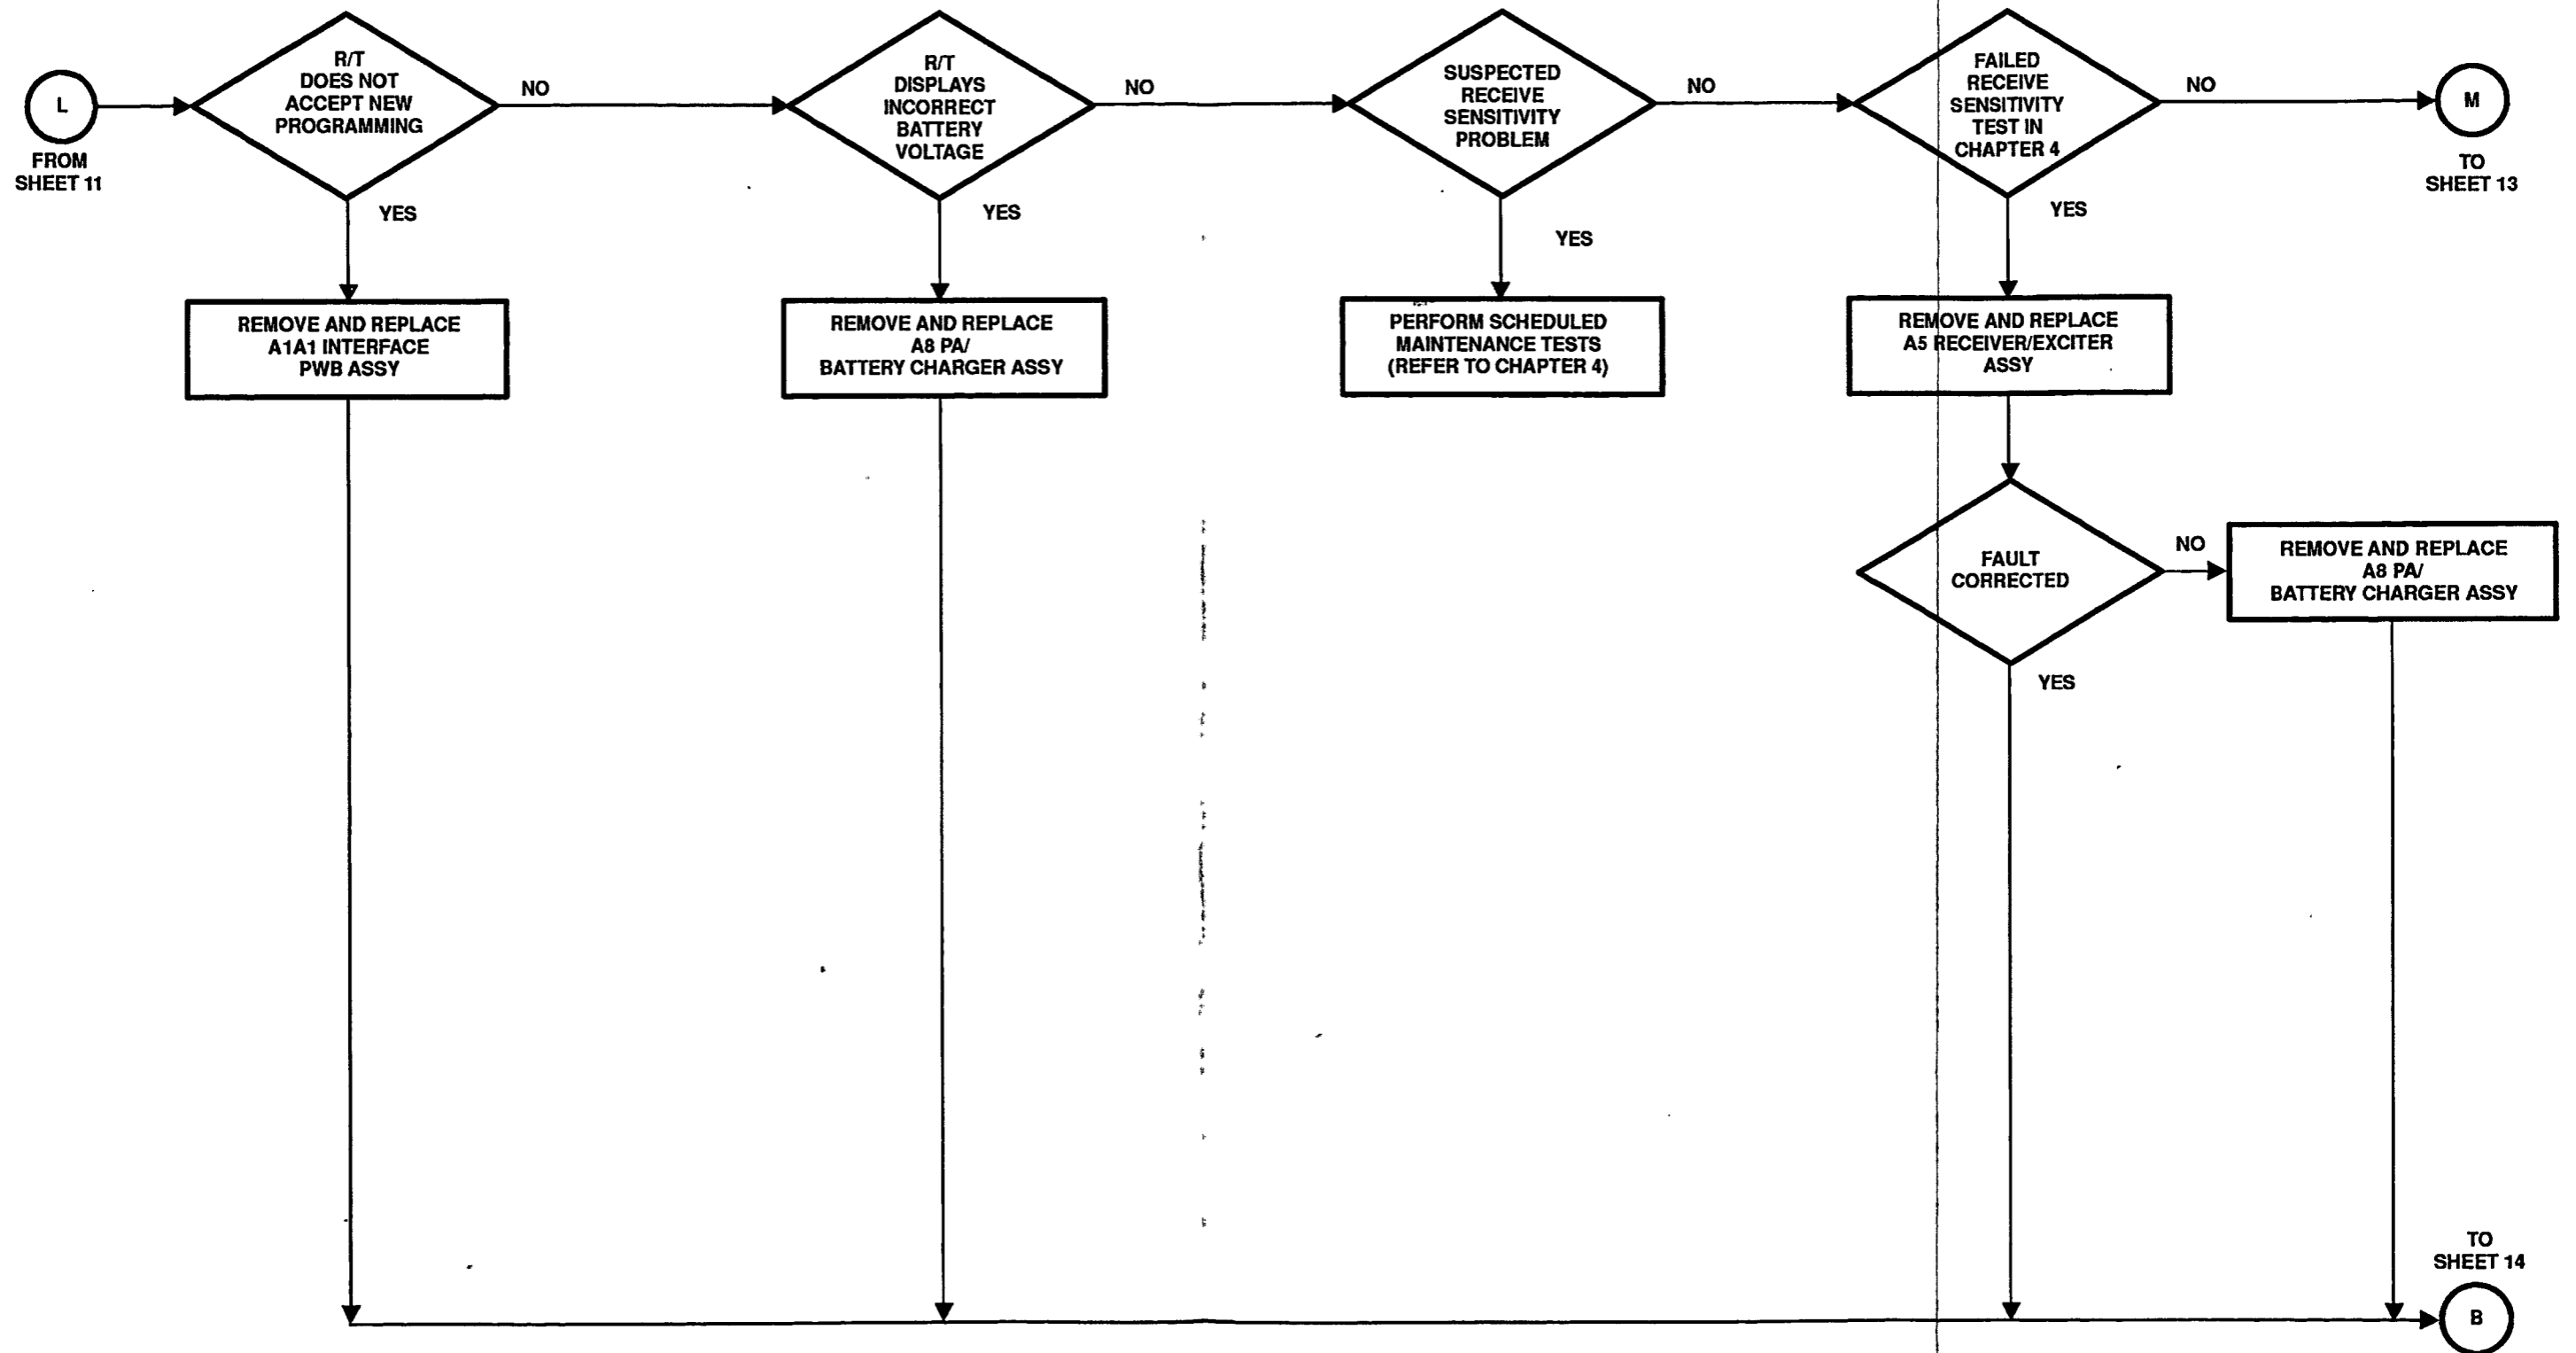 L
FROM
SHEET 11
R/T
DOES NOT
ACCEPT NEW
PROGRAMMING
NO
YES
REMOVE AND REPLACE
A1A1 INTERFACE
PWB ASSY
R/T
DISPLAYS
INCORRECT
BATTERY
VOLTAGE
NO
YES
REMOVE AND REPLACE
A8 PA/
BATTERY CHARGER ASSY
SUSPECTED
RECEIVE
SENSITIVITY
PROBLEM
NO
YES
PERFORM SCHEDULED
MAINTENANCE TESTS
(REFER TO CHAPTER 4)
FAILED
RECEIVE
SENSITIVITY
TEST IN
CHAPTER 4
NO
YES
M
TO
SHEET 13
REMOVE AND REPLACE
A5 RECEIVER/EXCITER
ASSY
FAULT
CORRECTED
NO
YES
REMOVE AND REPLACE
A8 PA/
BATTERY CHARGER ASSY
TO
SHEET 14
B